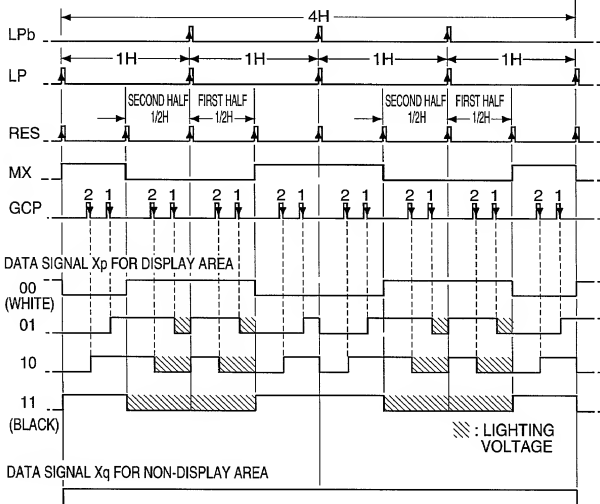 4H
LPb
1H 1H 1H 1H
LP
SECOND HALF FIRST HALF SECOND HALF FIRST HALF
1/2H 1/2H 1/2H 1/2H
RES
MX
2 1 2 1 2 1 2 1 2 1 2 1 2 1 2 1
GCP
DATA SIGNAL Xp FOR DISPLAY AREA
00
(WHITE)
01
10
11
(BLACK)
: LIGHTING
VOLTAGE
DATA SIGNAL Xq FOR NON-DISPLAY AREA